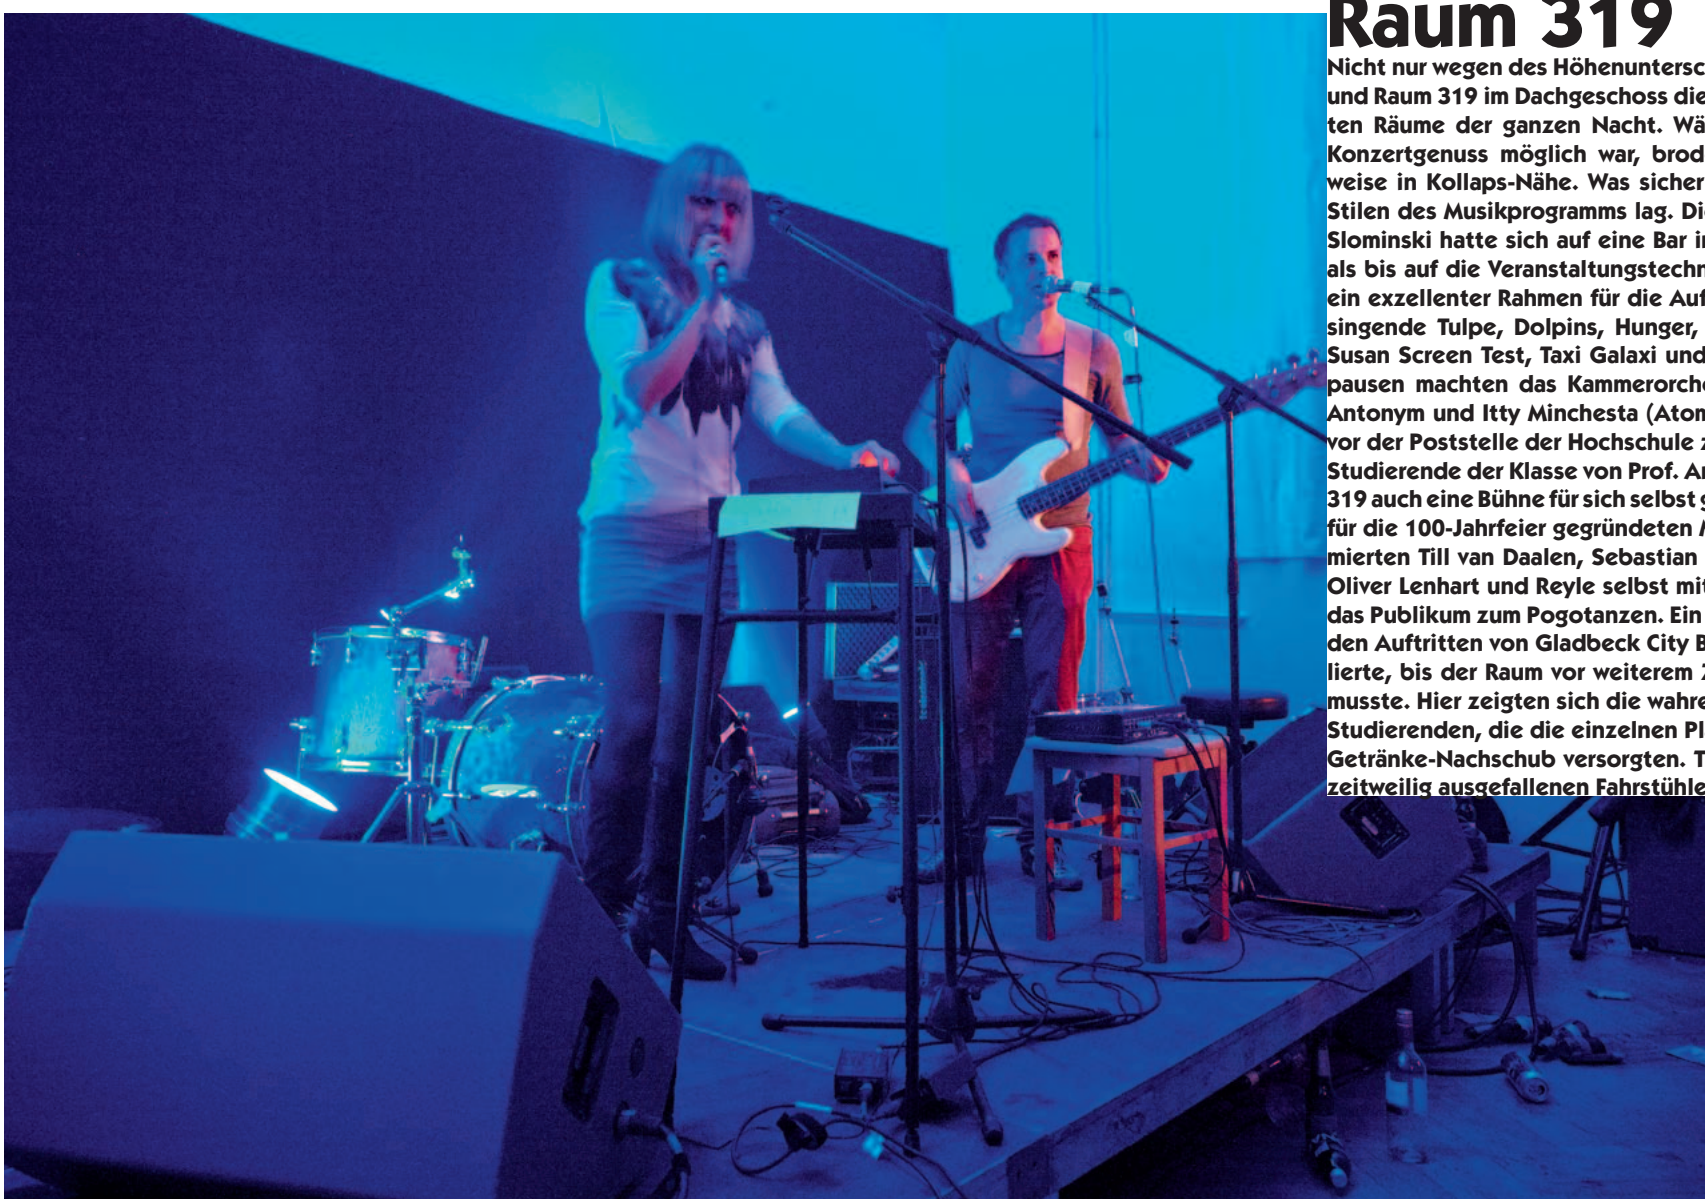 Raum 319
Nicht nur wegen des Höhenuntersc
und Raum 319 im Dachgeschoss die
ten Räume der ganzen Nacht. Wä
Konzertgenuss möglich war, brod
weise in Kollaps-Nähe. Was sicher
Stilen des Musikprogramms lag. Di
Slominski hatte sich auf eine Bar i
als bis auf die Veranstaltungstechn
ein exzellenter Rahmen für die Auf
singende Tulpe, Dolpins, Hunger,
Susan Screen Test, Taxi Galaxi und
pausen machten das Kammerorche
Antonym und Itty Minchesta (Atom
vor der Poststelle der Hochschule z
Studierende der Klasse von Prof. An
319 auch eine Bühne für sich selbst g
für die 100-Jahrfeier gegründeten M
mierten Till van Daalen, Sebastian
Oliver Lenhart und Reyle selbst mit
das Publikum zum Pogotanzen. Ein
den Auftritten von Gladbeck City B
lierte, bis der Raum vor weiterem Z
musste. Hier zeigten sich die wahre
Studierenden, die die einzelnen Pl
Getränke-Nachschub versorgten. T
zeitweilig ausgefallenen Fahrstühle